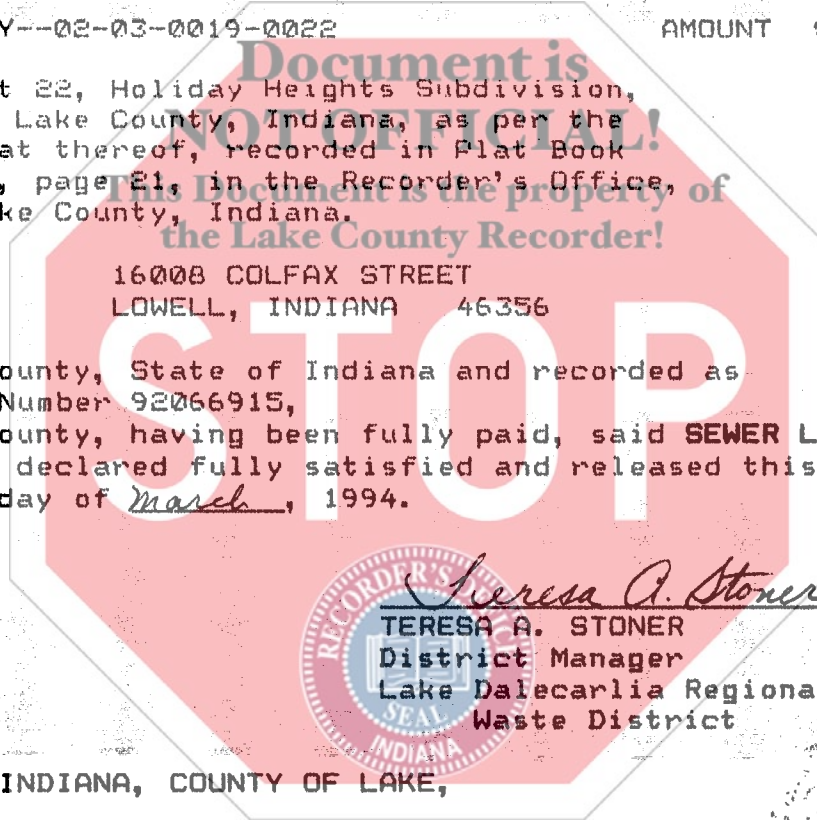 Y--02-03-0019-0022 AMOUNT
Document is
t 22, Holiday Heights Subdivision,
Lake County, Indiana, as per the
NOT OFFICIAL!
at thereof, recorded in Plat Book
, page 21, in the Recorder's Office,
This Document is the property of
ke County, Indiana.
the Lake County Recorder!
16008 COLFAX STREET
LOWELL, INDIANA 46356
STOP
ounty, State of Indiana and recorded as
Number 92066915,
ounty, having been fully paid, said SEWER L
declared fully satisfied and released this
day of March, 1994.
Teresa A. Stoner
TERESA A. STONER
District Manager
Lake Dalecarlia Regiona
Waste District
RECORDER'S OFFICE
SEAL
INDIANA
INDIANA, COUNTY OF LAKE,